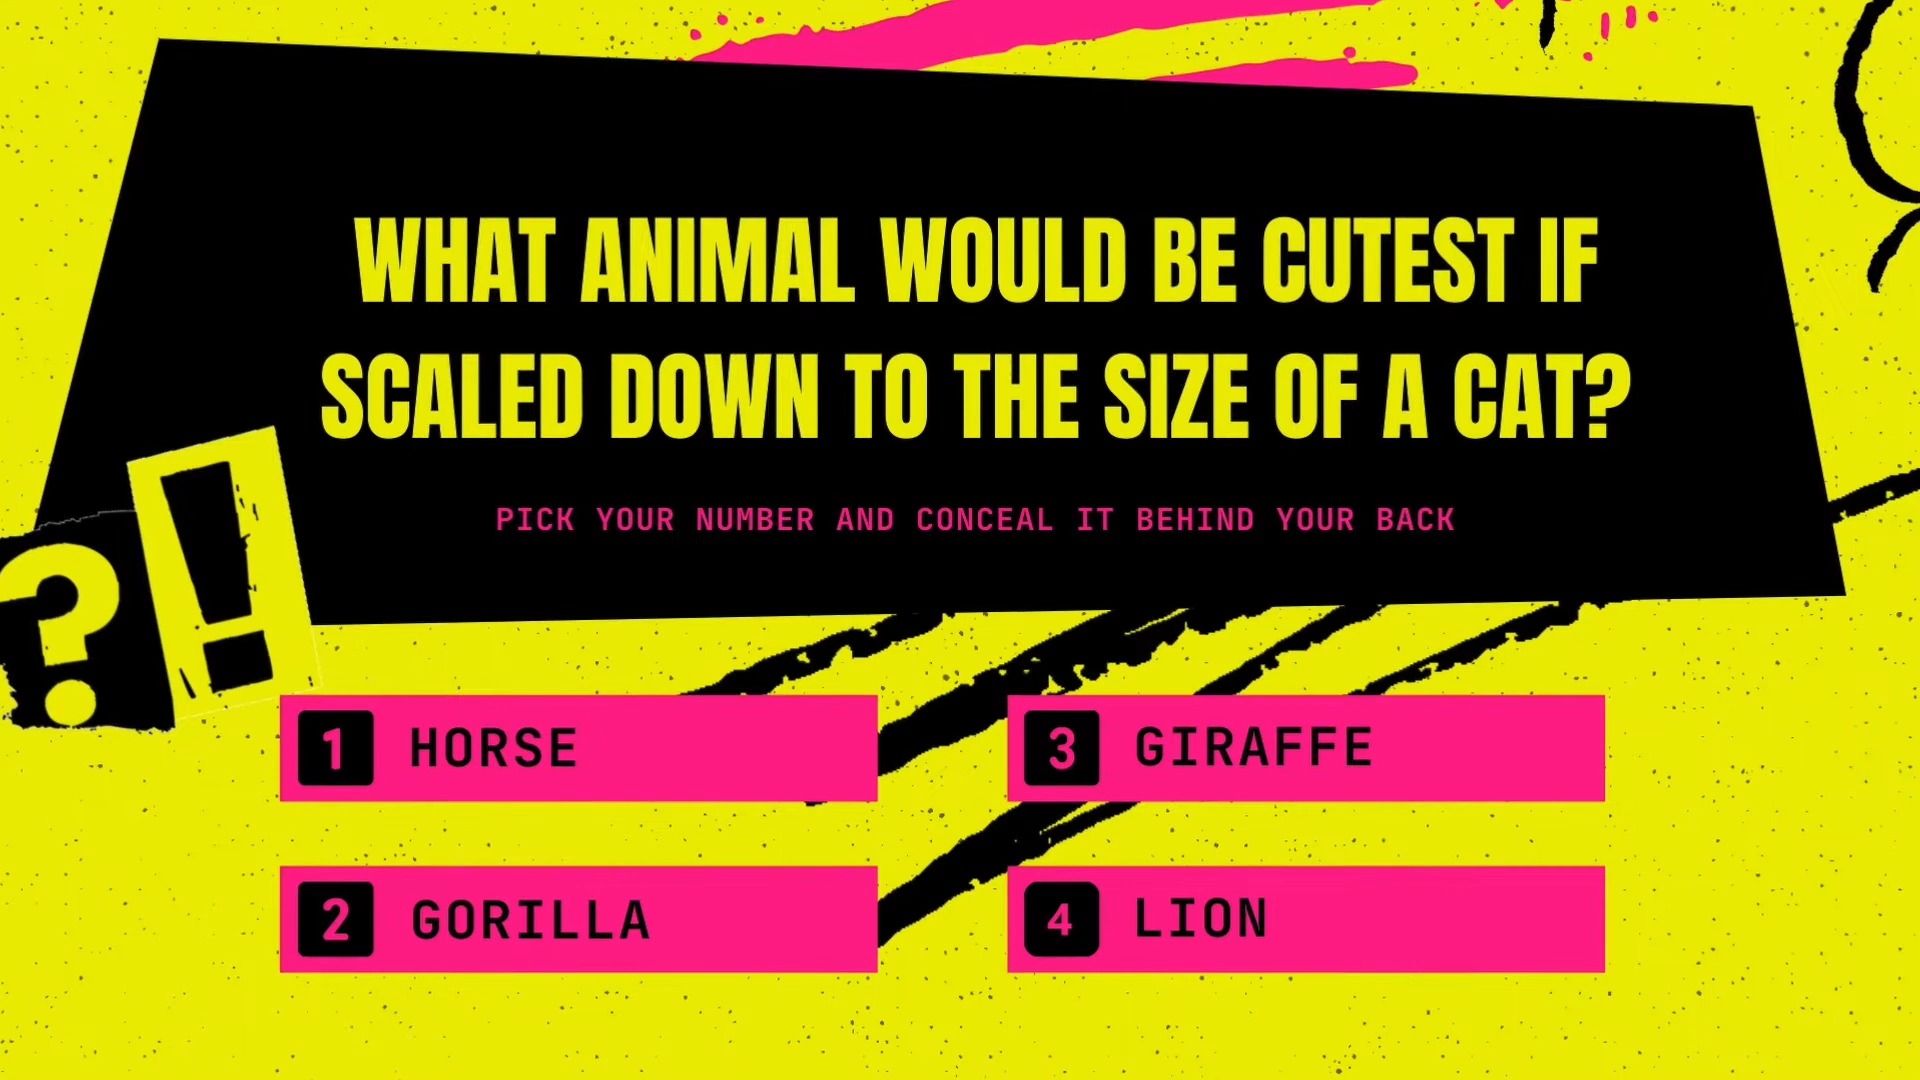 WHAT ANIMAL WOULD BE CUTEST IF
SCALED DOWN TO THE SIZE OF A CAT?
PICK YOUR NUMBER AND CONCEAL IT BEHIND YOUR BACK
?!
1 HORSE
3 GIRAFFE
2 GORILLA
4 LION